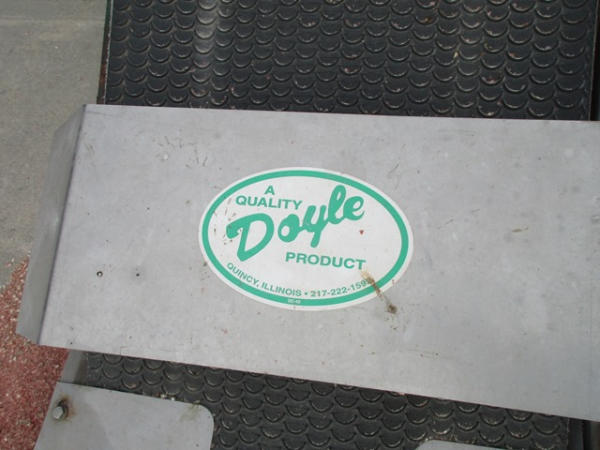 A
QUALITY
Doyle
PRODUCT
QUINCY, ILLINOIS • 217-222-159